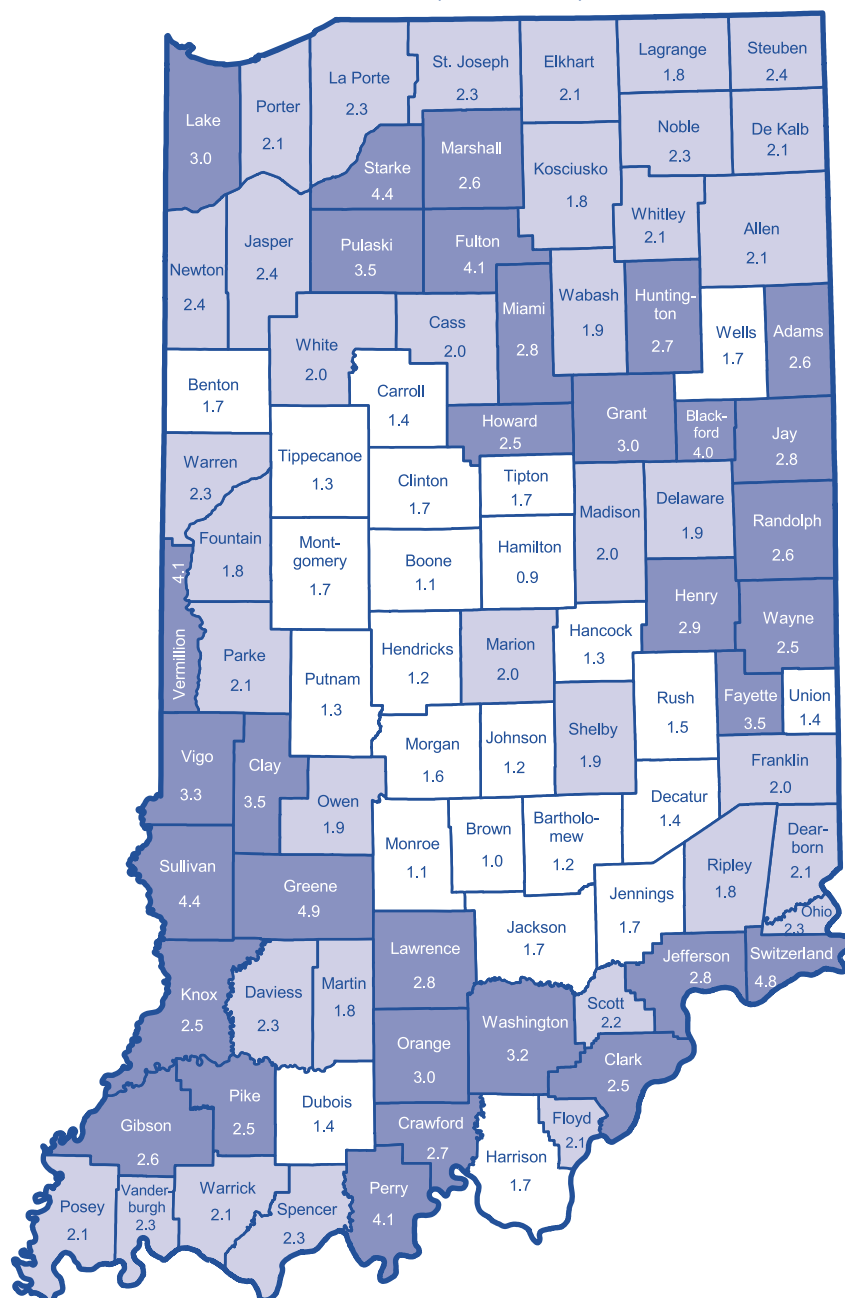 Lake
3.0
Porter
2.1
La Porte
2.3
St. Joseph
2.3
Elkhart
2.1
Lagrange
1.8
Steuben
2.4
Noble
2.3
De Kalb
2.1
Starke
4.4
Marshall
2.6
Kosciusko
1.8
Whitley
2.1
Allen
2.1
Newton
2.4
Jasper
2.4
Pulaski
3.5
Fulton
4.1
Miami
2.8
Wabash
1.9
Hunting-
ton
2.7
Wells
1.7
Adams
2.6
White
2.0
Cass
2.0
Benton
1.7
Carroll
1.4
Howard
2.5
Grant
3.0
Black-
ford
4.0
Jay
2.8
Warren
2.3
Tippecanoe
1.3
Clinton
1.7
Tipton
1.7
Madison
2.0
Delaware
1.9
Randolph
2.6
Fountain
1.8
Mont-
gomery
1.7
Boone
1.1
Hamilton
0.9
Vermillion
4.1
Parke
2.1
Putnam
1.3
Hendricks
1.2
Marion
2.0
Hancock
1.3
Henry
2.9
Wayne
2.5
Rush
1.5
Fayette
3.5
Union
1.4
Vigo
3.3
Clay
3.5
Owen
1.9
Morgan
1.6
Johnson
1.2
Shelby
1.9
Franklin
2.0
Decatur
1.4
Sullivan
4.4
Greene
4.9
Monroe
1.1
Brown
1.0
Bartholo-
mew
1.2
Jennings
1.7
Ripley
1.8
Dear-
born
2.1
Ohio
2.3
Jackson
1.7
Lawrence
2.8
Jefferson
2.8
Switzerland
4.8
Knox
2.5
Daviess
2.3
Martin
1.8
Scott
2.2
Washington
3.2
Orange
3.0
Clark
2.5
Gibson
2.6
Pike
2.5
Dubois
1.4
Crawford
2.7
Floyd
2.1
Harrison
1.7
Posey
2.1
Vander-
burgh
2.3
Warrick
2.1
Spencer
2.3
Perry
4.1